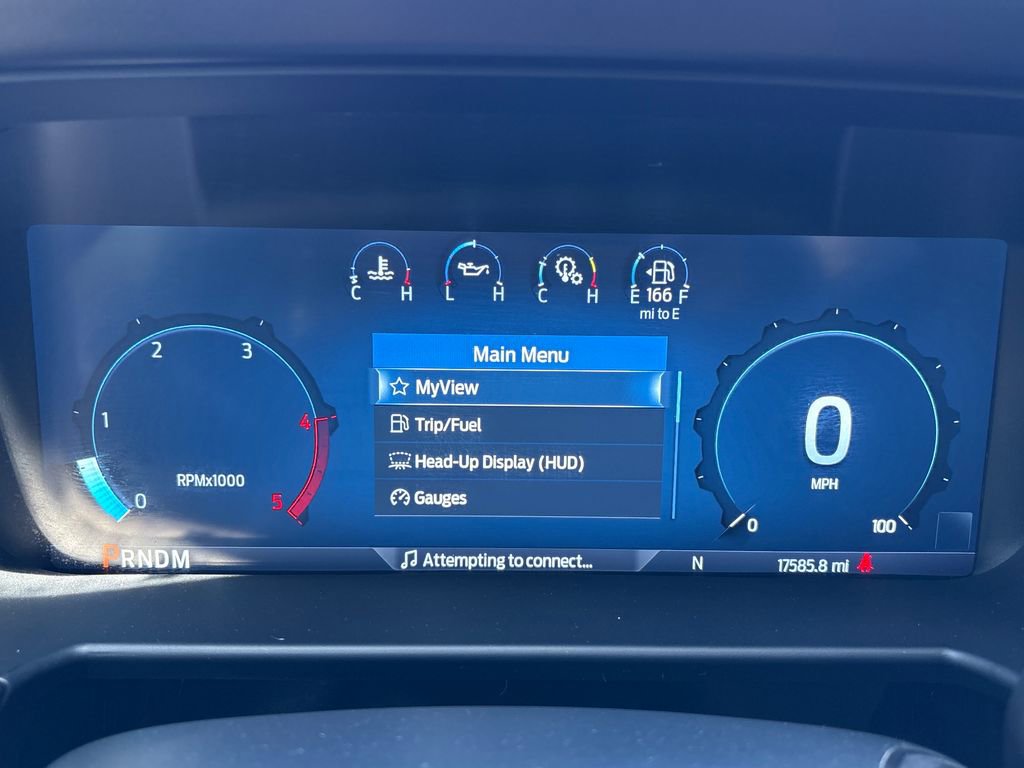 C H
L H
C H
E 166 F
mi to E
2 3
1 4
0 5
RPMx1000
Main Menu
MyView
Trip/Fuel
Head-Up Display (HUD)
Gauges
0
MPH
0 100
PRNDM
Attempting to connect...
N
17585.8 mi